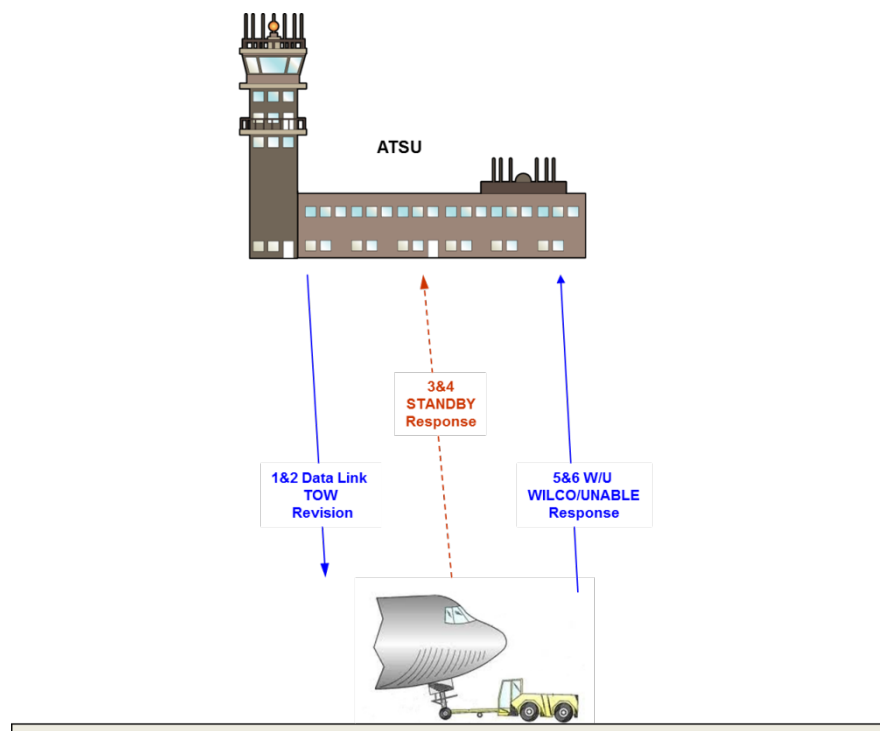 ATSU
3&4
STANDBY
Response
1&2 Data Link
TOW
Revision
5&6 W/U
WILCO/UNABLE
Response